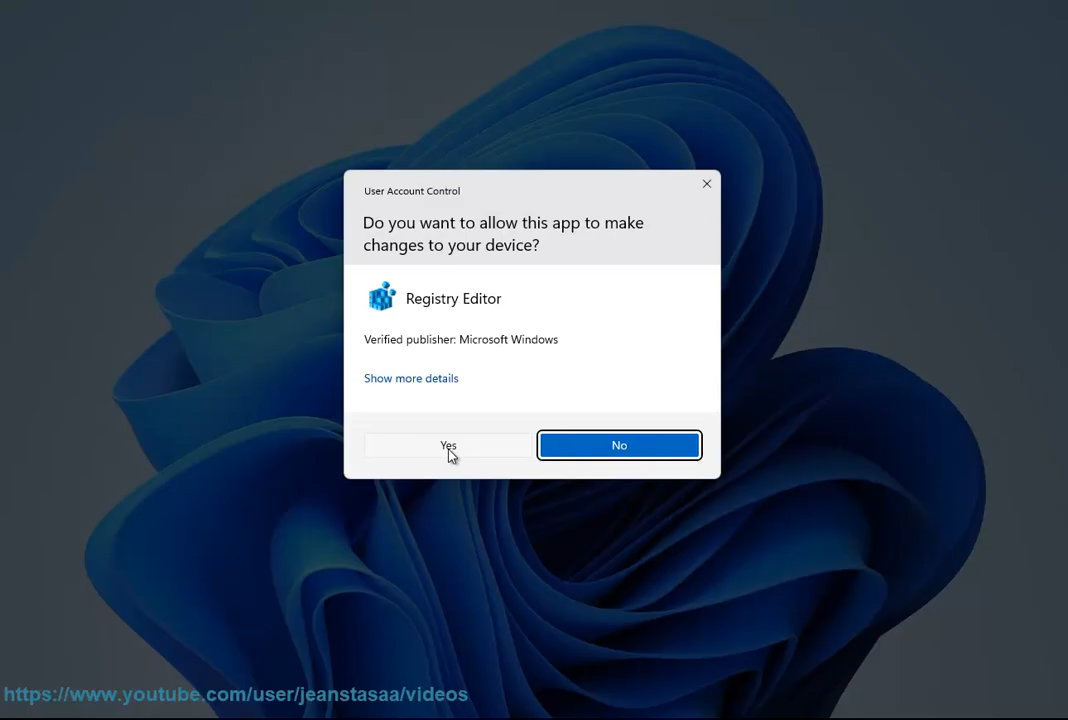 User Account Control
Do you want to allow this app to make
changes to your device?
Registry Editor
Verified publisher: Microsoft Windows
Show more details
Yes
No
https://www.youtube.com/user/jeanstasaa/videos